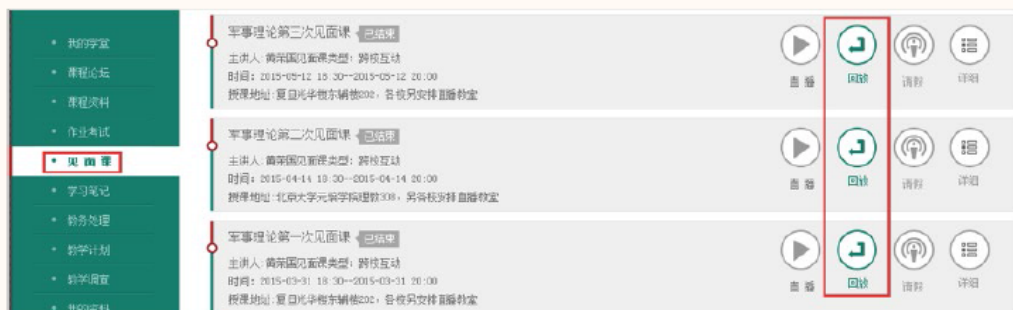 我的学堂
课程论坛
课程资料
作业考试
见面课
学习笔记
教务处理
教学计划
教学调查
我的资料
军事理论第三次见面课 已结束
主讲人:黄荣国见面课类型:跨校互动
时间:2015-05-12 18:30--2015-05-12 20:00
授课地址:复旦光华楼东辅楼202,各校另安排直播教室
直播
回放
请假
详细
军事理论第二次见面课 已结束
主讲人:黄荣国见面课类型:跨校互动
时间:2015-04-14 18:30--2015-04-14 20:00
授课地址:北京大学元培学院理教308,另各校安排直播教室
直播
回放
请假
详细
军事理论第一次见面课 已结束
主讲人:黄荣国见面课类型:跨校互动
时间:2015-03-31 18:30--2015-03-31 20:00
授课地址:复旦光华楼东辅楼202,各校另安排直播教室
直播
回放
请假
详细